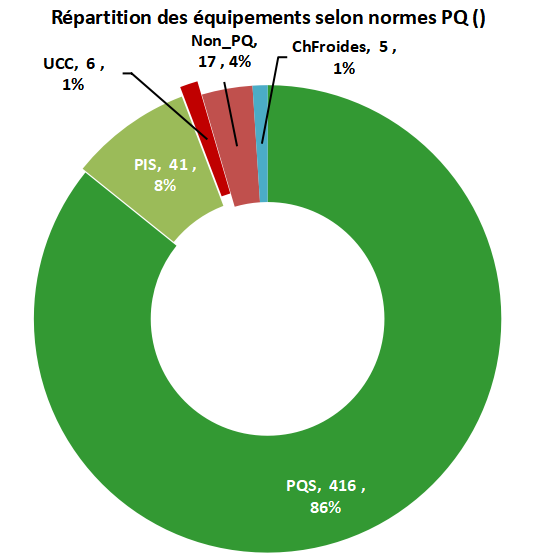 Répartition des équipements selon normes PQ ()
Non_PQ,
17 , 4%
ChFroides, 5 ,
1%
UCC, 6 ,
1%
PIS, 41 ,
8%
PQS, 416 ,
86%